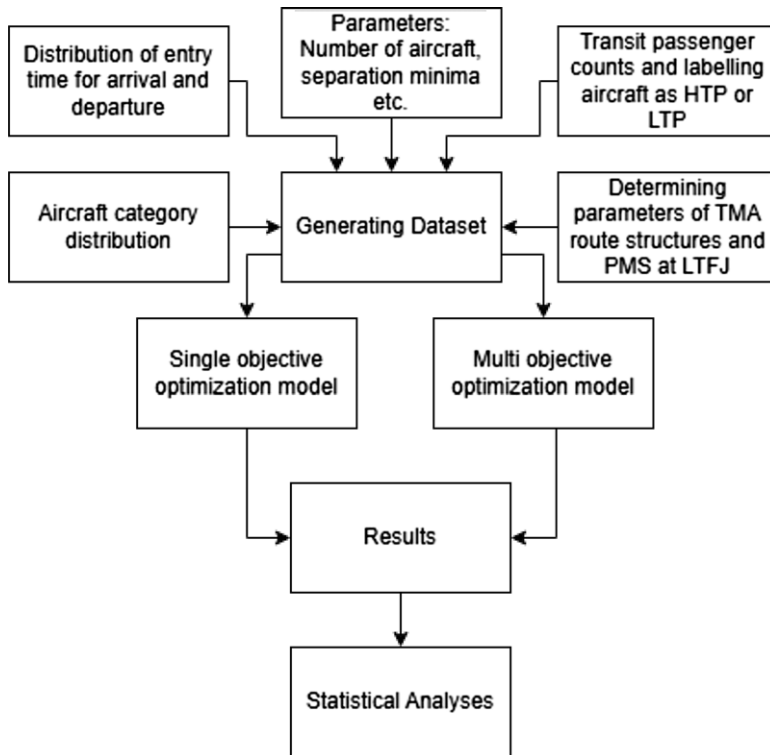 Distribution of entry
time for arrival and
departure
Parameters:
Number of aircraft,
separation minima
etc.
Transit passenger
counts and labelling
aircraft as HTP or
LTP
Aircraft category
distribution
Generating Dataset
Determining
parameters of TMA
route structures and
PMS at LTFJ
Single objective
optimization model
Multi objective
optimization model
Results
Statistical Analyses